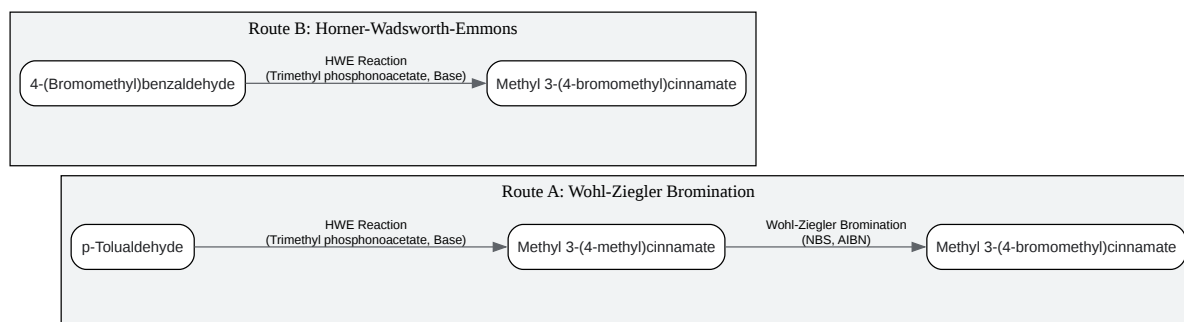 Route B: Horner-Wadsworth-Emmons
HWE Reaction
(Trimethyl phosphonoacetate, Base)
4-(Bromomethyl)benzaldehyde
Methyl 3-(4-bromomethyl)cinnamate
Route A: Wohl-Ziegler Bromination
HWE Reaction
(Trimethyl phosphonoacetate, Base)
Wohl-Ziegler Bromination
(NBS, AIBN)
p-Tolualdehyde
Methyl 3-(4-methyl)cinnamate
Methyl 3-(4-bromomethyl)cinnamate